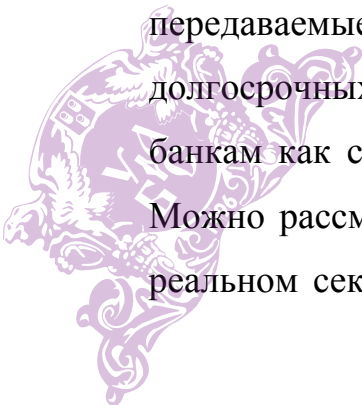 передаваемые
долгосрочных
банкам как с
Можно рассм
реальном сек